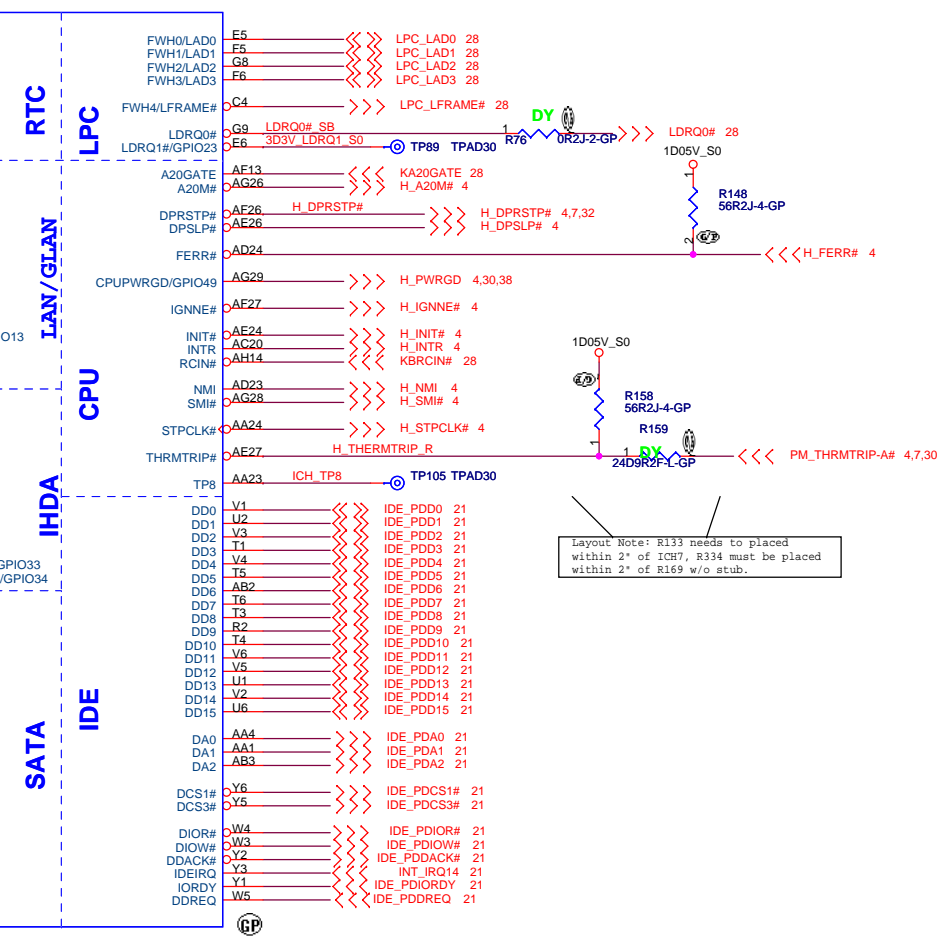 RTC
LPC
LAN/GLAN
CPU
IHDA
IDE
SATA
FWH0/LAD0 E5 LPC_LAD0 28
FWH1/LAD1 F5 LPC_LAD1 28
FWH2/LAD2 G8 LPC_LAD2 28
FWH3/LAD3 F6 LPC_LAD3 28
FWH4/LFRAME# C4 LPC_LFRAME# 28
LDRQ0# G9 LDRQ0#_SB 1 R76 DY 0R2J-2-GP LDRQ0# 28
LDRQ1#/GPIO23 E6 3D3V_LDRQ1_S0 TP89 TPAD30
1D05V_S0
1
R148
56R2J-4-GP
2
A20GATE AF13 KA20GATE 28
A20M# AG26 H_A20M# 4
DPRSTP# AF26 H_DPRSTP# H_DPRSTP# 4,7,32
DPSLP# AE26 H_DPSLP# 4
FERR# AD24 H_FERR# 4
CPUPWRGD/GPIO49 AG29 H_PWRGD 4,30,38
IGNNE# AF27 H_IGNNE# 4
O13
INIT# AE24 H_INIT# 4
INTR AC20 H_INTR 4
RCIN# AH14 KBRCIN# 28
1D05V_S0
NMI AD23 H_NMI 4
SMI# AG28 H_SMI# 4
R158
56R2J-4-GP
1
STPCLK# AA24 H_STPCLK# 4
R159
THRMTRIP# AE27 H_THERMTRIP_R 1 DY PM_THRMTRIP-A# 4,7,30
24D9R2F-L-GP
TP8 AA23 ICH_TP8 TP105 TPAD30
Layout Note: R133 needs to placed
within 2" of ICH7, R334 must be placed
within 2" of R169 w/o stub.
GPIO33
/GPIO34
DD0 V1 IDE_PDD0 21
DD1 U2 IDE_PDD1 21
DD2 V3 IDE_PDD2 21
DD3 T1 IDE_PDD3 21
DD4 V4 IDE_PDD4 21
DD5 T5 IDE_PDD5 21
DD6 AB2 IDE_PDD6 21
DD7 T6 IDE_PDD7 21
DD8 T3 IDE_PDD8 21
DD9 R2 IDE_PDD9 21
DD10 T4 IDE_PDD10 21
DD11 V6 IDE_PDD11 21
DD12 V5 IDE_PDD12 21
DD13 U1 IDE_PDD13 21
DD14 V2 IDE_PDD14 21
DD15 U6 IDE_PDD15 21
DA0 AA4 IDE_PDA0 21
DA1 AA1 IDE_PDA1 21
DA2 AB3 IDE_PDA2 21
DCS1# Y6 IDE_PDCS1# 21
DCS3# Y5 IDE_PDCS3# 21
DIOR# W4 IDE_PDIOR# 21
DIOW# W3 IDE_PDIOW# 21
DDACK# Y2 IDE_PDDACK# 21
IDEIRQ Y3 INT_IRQ14 21
IORDY Y1 IDE_PDIORDY 21
DDREQ W5 IDE_PDDREQ 21
GP